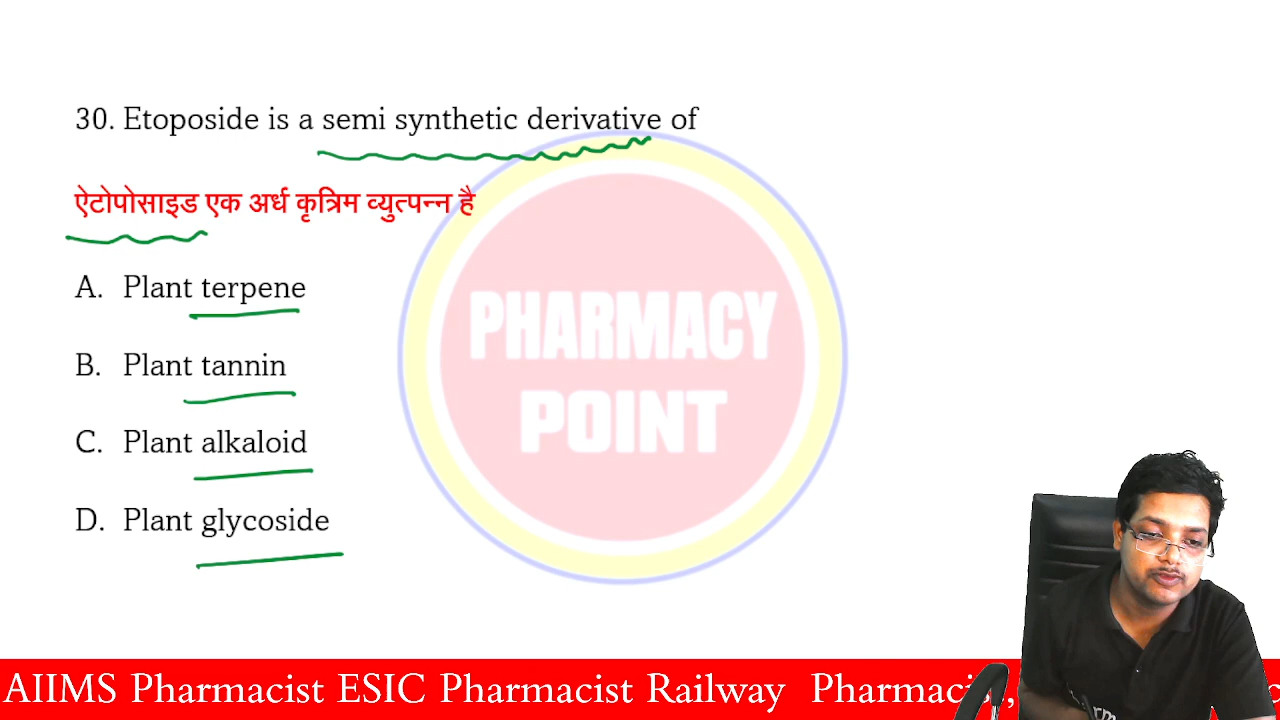 30. Etoposide is a semi synthetic derivative of
ऐटोपोसाइड एक अर्ध कृत्रिम व्युत्पन्न है
A. Plant terpene
B. Plant tannin
C. Plant alkaloid
D. Plant glycoside
PHARMACY
POINT
AIIMS Pharmacist ESIC Pharmacist Railway